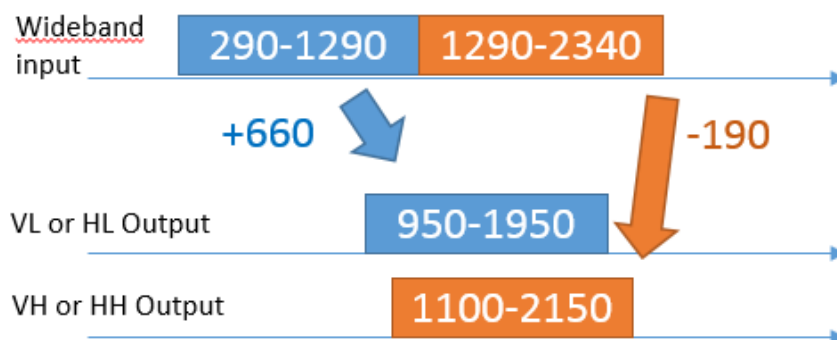 Wideband
input
290-1290 1290-2340
+660
-190
VL or HL Output
950-1950
VH or HH Output
1100-2150